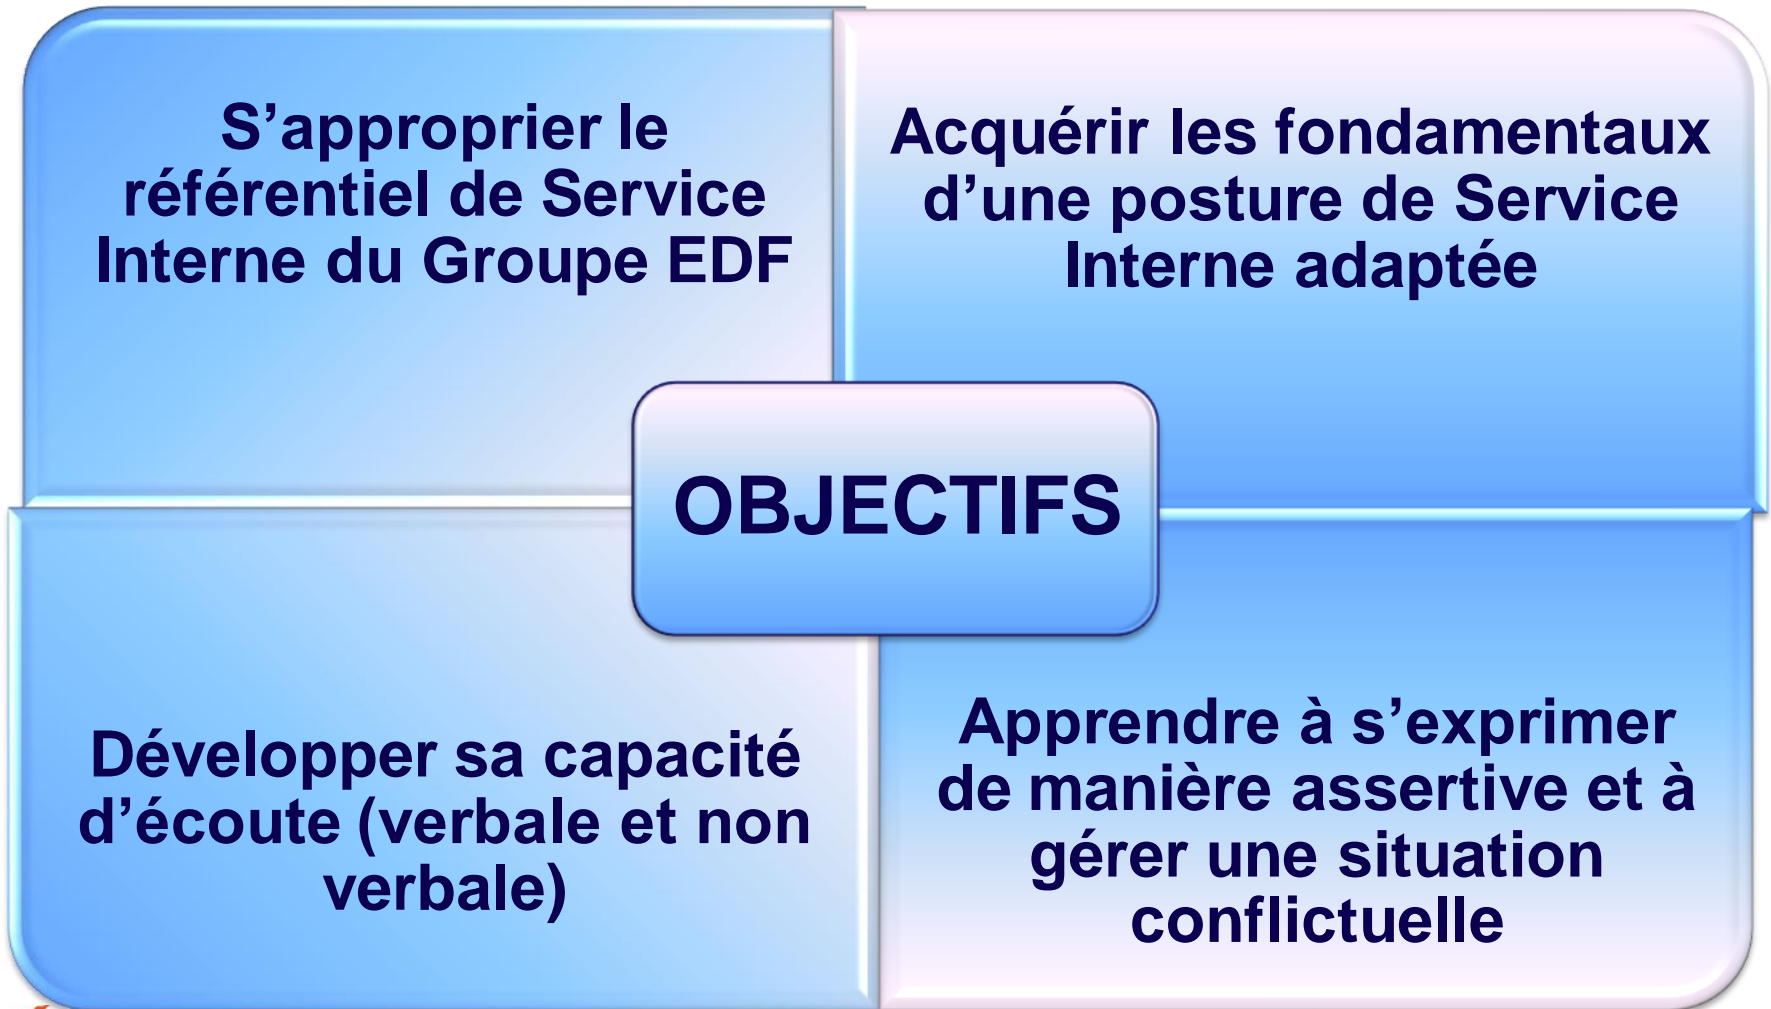 S’approprier le
référentiel de Service
Interne du Groupe EDF
Acquérir les fondamentaux
d’une posture de Service
Interne adaptée
OBJECTIFS
Développer sa capacité
d’écoute (verbale et non
verbale)
Apprendre à s’exprimer
de manière assertive et à
gérer une situation
conflictuelle